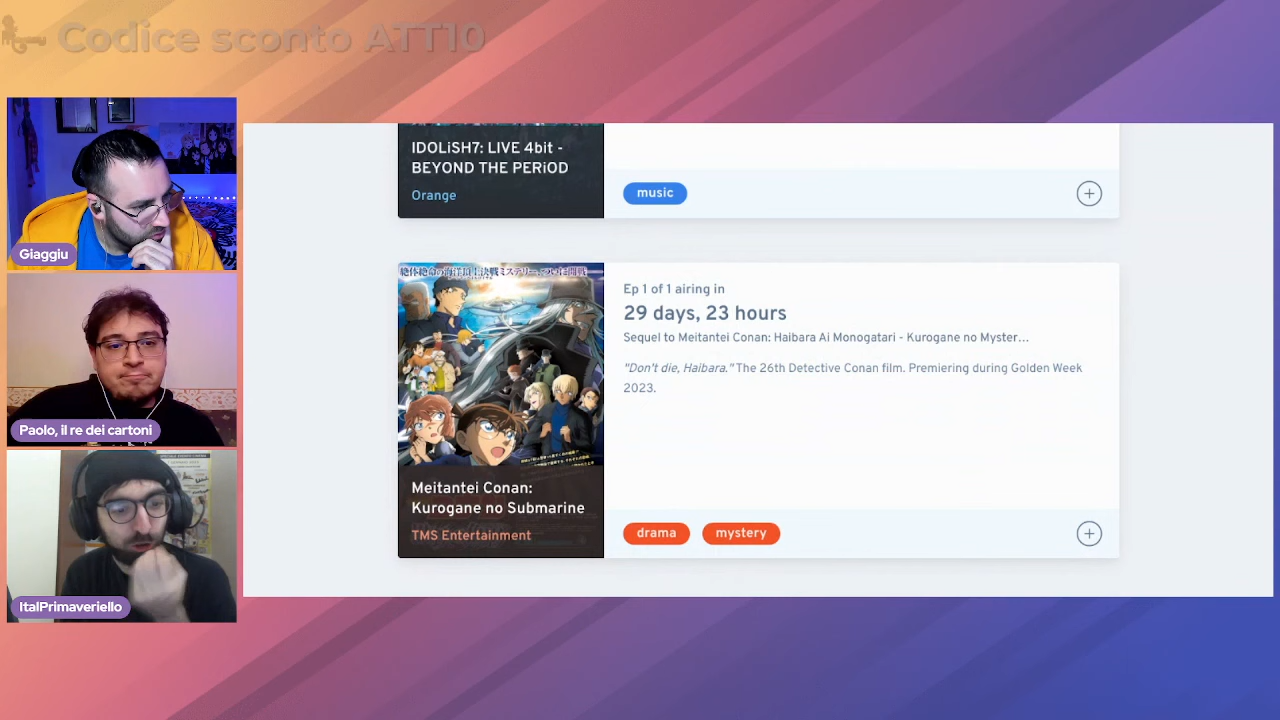 Codice sconto ATT10
Giaggiu
Paolo, il re dei cartoni
ItalPrimaveriello
IDOLiSH7: LIVE 4bit -
BEYOND THE PERiOD
Orange
music
Ep 1 of 1 airing in
29 days, 23 hours
Sequel to Meitantei Conan: Haibara Ai Monogatari - Kurogane no Myster...
"Don't die, Haibara." The 26th Detective Conan film. Premiering during Golden Week
2023.
Meitantei Conan:
Kurogane no Submarine
TMS Entertainment
drama
mystery